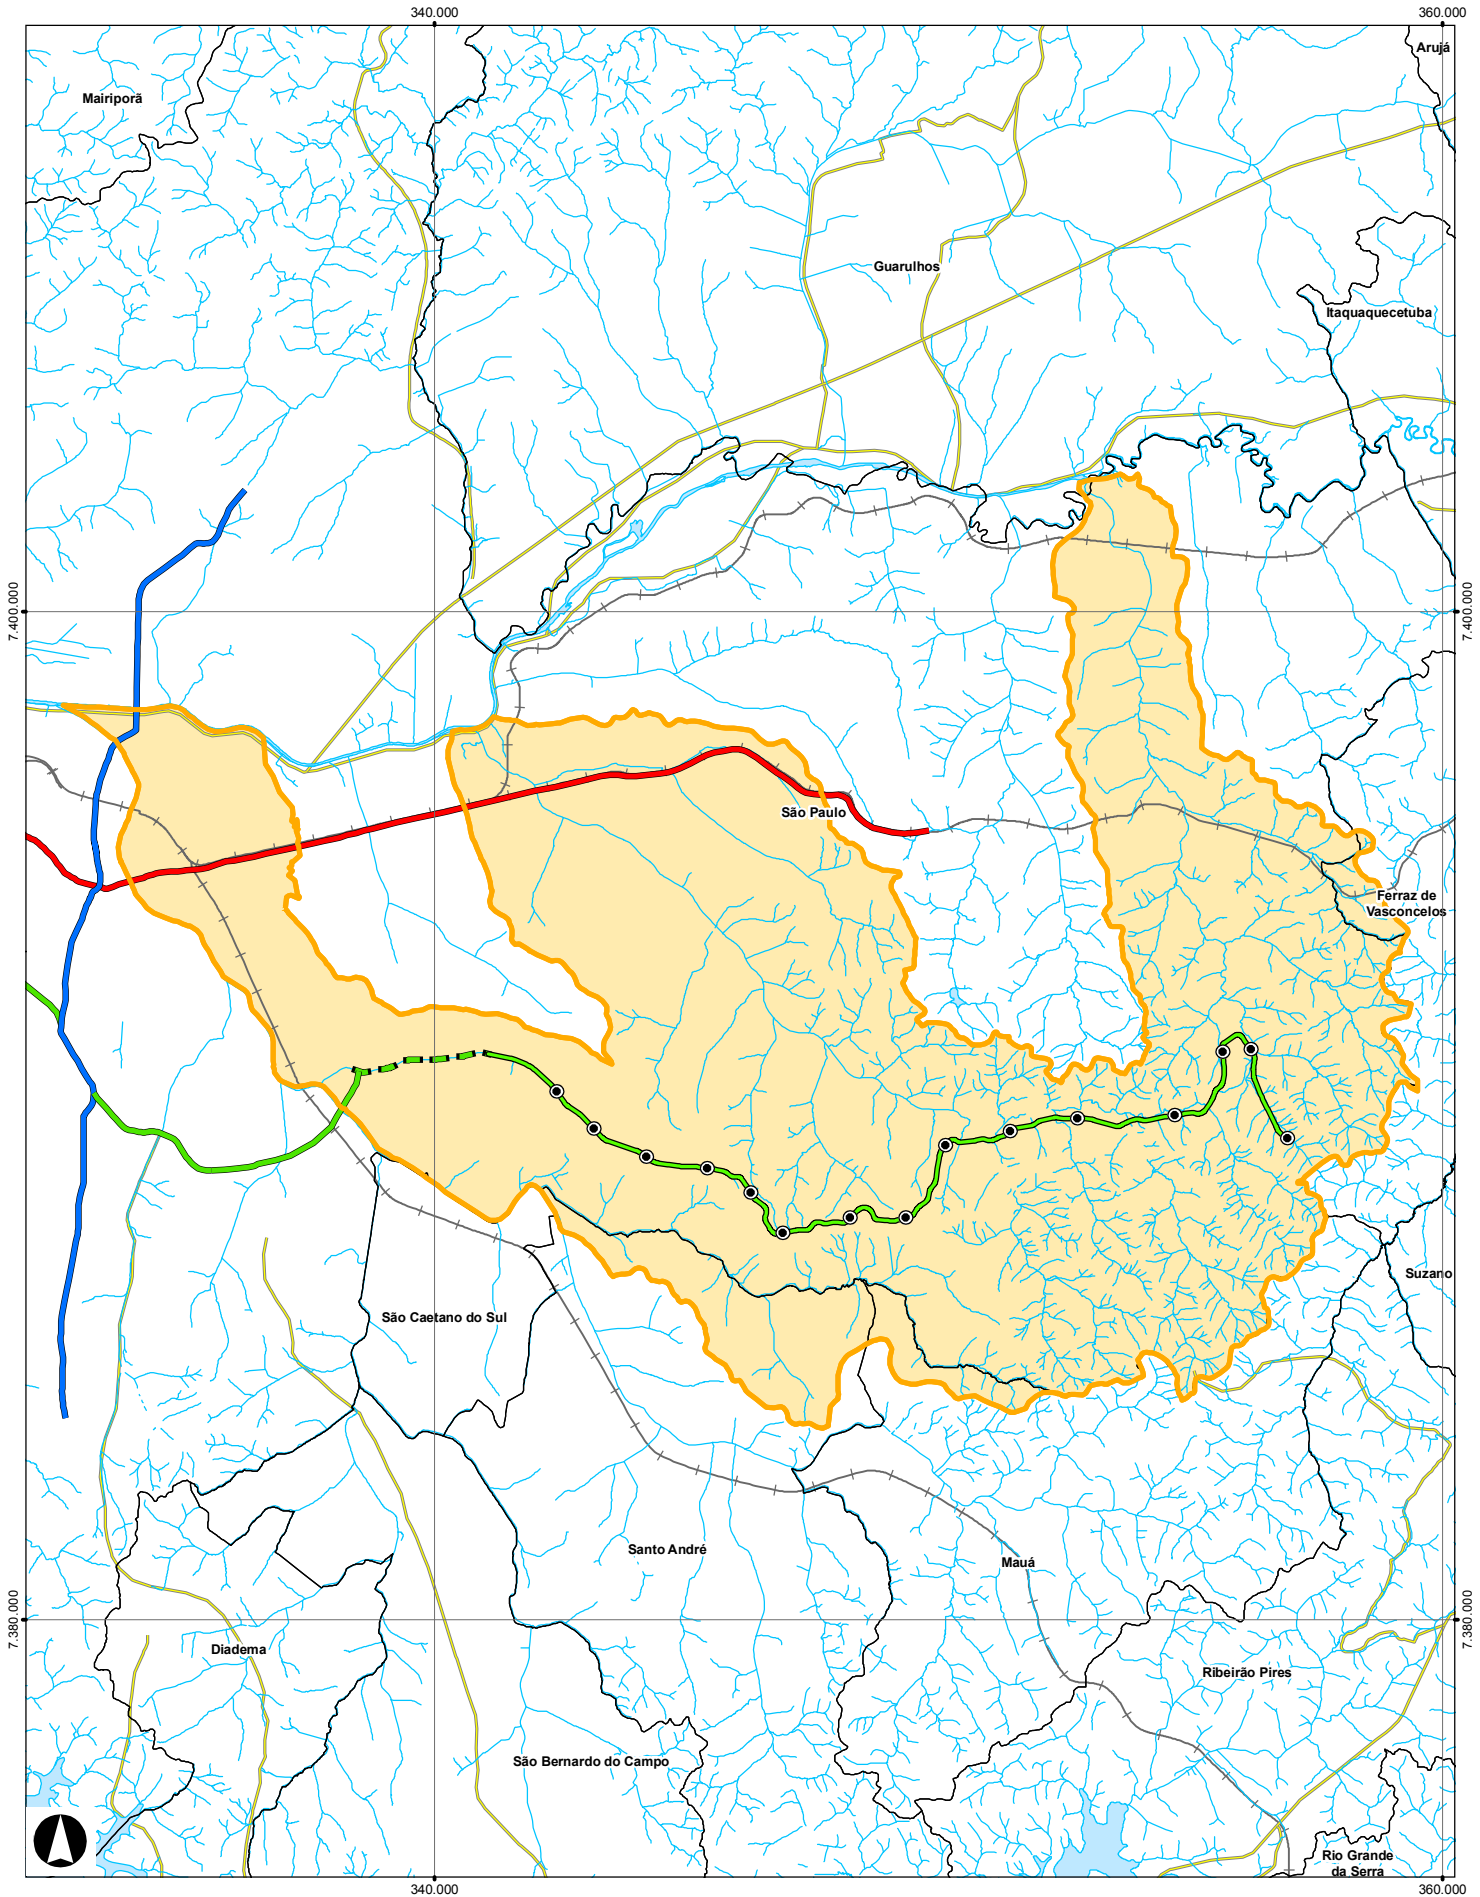 340.000
360.000
Arujá
Mairiporã
Guarulhos
Itaquaquecetuba
7.400.000
7.400.000
São Paulo
Ferraz de
Vasconcelos
Suzano
São Caetano do Sul
Santo André
Mauá
7.380.000
7.380.000
Diadema
Ribeirão Pires
São Bernardo do Campo
Rio Grande
da Serra
340.000
360.000